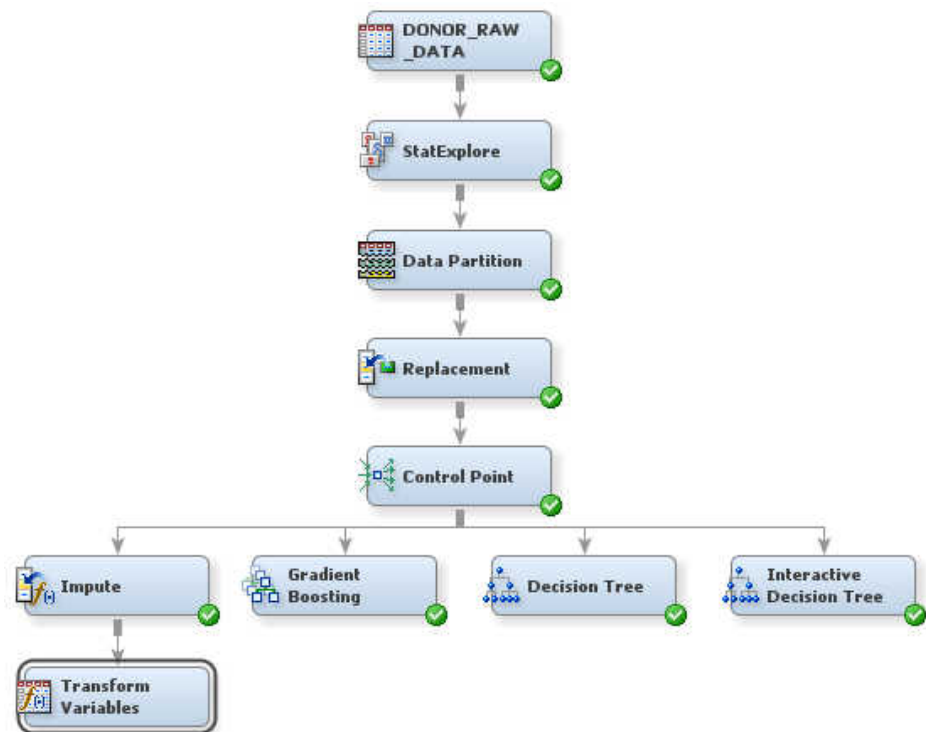 DONOR_RAW
_DATA
StatExplore
Data Partition
Replacement
Control Point
Impute
Gradient
Boosting
Decision Tree
Interactive
Decision Tree
Transform
Variables